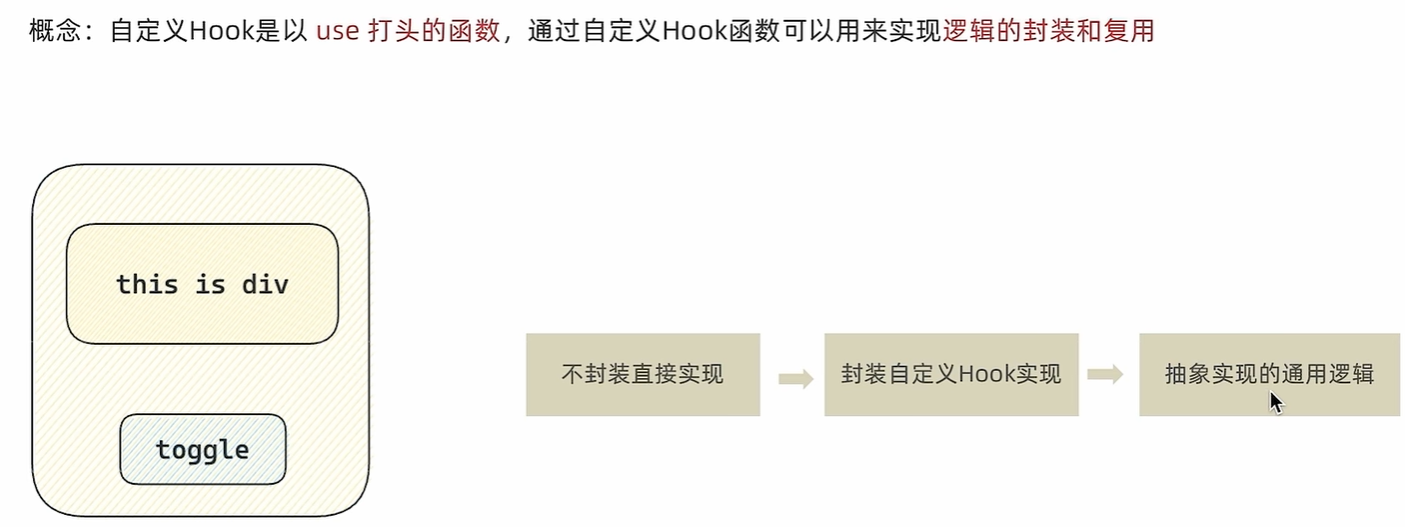 概念：自定义Hook是以 use 打头的函数，通过自定义Hook函数可以用来实现逻辑的封装和复用
this is div
toggle
不封装直接实现
封装自定义Hook实现
抽象实现的通用逻辑